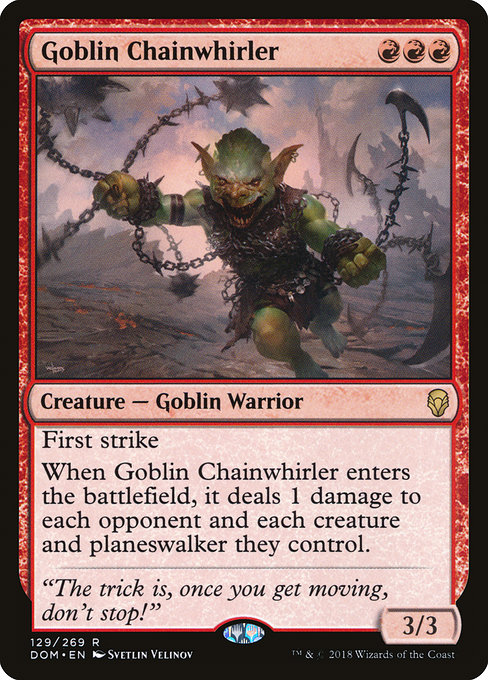 Goblin Chainwhirler
Creature — Goblin Warrior
First strike
When Goblin Chainwhirler enters
the battlefield, it deals 1 damage to
each opponent and each creature
and planeswalker they control.
“The trick is, once you get moving,
don’t stop!”
3/3
129/269 R
DOM • EN Svetlin Velinov
™ & © 2018 Wizards of the Coast